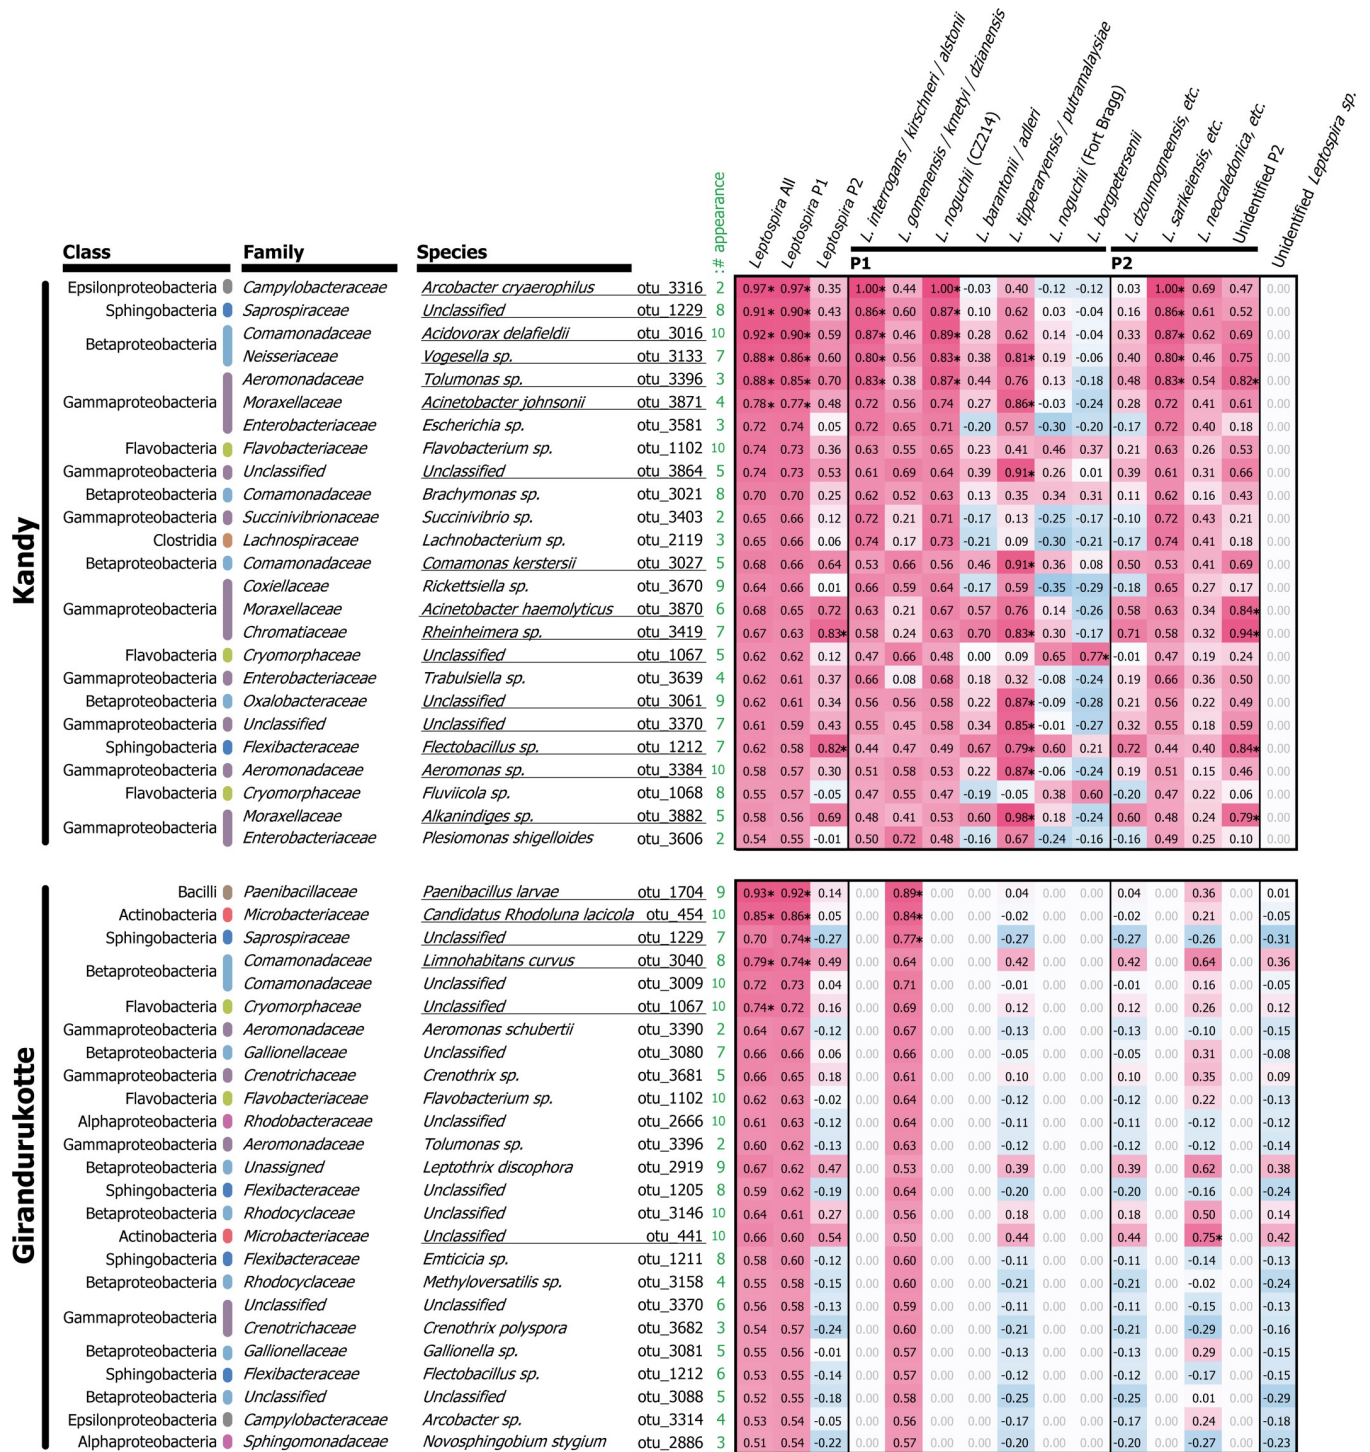 :# appearance
Leptospira All
Leptospira P1
Leptospira P2
L. interrogans / kirschneri / alstonii
L. gomenensis / kmetyi / dzianensis
L. noguchii (CZ214)
L. barantonii / adleri
L. tipperaryensis / putramalaysiae
L. noguchii (Fort Bragg)
L. borgpetersenii
L. dzoumogneensis, etc.
L. sarikeiensis, etc.
L. neocaledonica, etc.
Unidentified P2
Unidentified Leptospira sp.
Class Family Species P1 P2
Kandy
Epsilonproteobacteria Campylobacteraceae Arcobacter cryaerophilus otu_3316 2 0.97* 0.97* 0.35 1.00* 0.44 1.00* -0.03 0.40 -0.12 -0.12 0.03 1.00* 0.69 0.47 0.00
Sphingobacteria Saprospiraceae Unclassified otu_1229 8 0.91* 0.90* 0.43 0.86* 0.60 0.87* 0.10 0.62 0.03 -0.04 0.16 0.86* 0.61 0.52 0.00
Betaproteobacteria Comamonadaceae Acidovorax delafieldii otu_3016 10 0.92* 0.90* 0.59 0.87* 0.46 0.89* 0.28 0.62 0.14 -0.04 0.33 0.87* 0.62 0.69 0.00
Neisseriaceae Vogesella sp. otu_3133 7 0.88* 0.86* 0.60 0.80* 0.56 0.83* 0.38 0.81* 0.19 -0.06 0.40 0.80* 0.46 0.75 0.00
Gammaproteobacteria Aeromonadaceae Tolumonas sp. otu_3396 3 0.88* 0.85* 0.70 0.83* 0.38 0.87* 0.44 0.76 0.13 -0.18 0.48 0.83* 0.54 0.82* 0.00
Moraxellaceae Acinetobacter johnsonii otu_3871 4 0.78* 0.77* 0.48 0.72 0.56 0.74 0.27 0.86* -0.03 -0.24 0.28 0.72 0.41 0.61 0.00
Enterobacteriaceae Escherichia sp. otu_3581 3 0.72 0.74 0.05 0.72 0.65 0.71 -0.20 0.57 -0.30 -0.20 -0.17 0.72 0.40 0.18 0.00
Flavobacteria Flavobacteriaceae Flavobacterium sp. otu_1102 10 0.74 0.73 0.36 0.63 0.55 0.65 0.23 0.41 0.46 0.37 0.21 0.63 0.26 0.53 0.00
Gammaproteobacteria Unclassified Unclassified otu_3864 5 0.74 0.73 0.53 0.61 0.69 0.64 0.39 0.91* 0.26 0.01 0.39 0.61 0.31 0.66 0.00
Betaproteobacteria Comamonadaceae Brachymonas sp. otu_3021 8 0.70 0.70 0.25 0.62 0.52 0.63 0.13 0.35 0.34 0.31 0.11 0.62 0.16 0.43 0.00
Gammaproteobacteria Succinivibrionaceae Succinivibrio sp. otu_3403 2 0.65 0.66 0.12 0.72 0.21 0.71 -0.17 0.13 -0.25 -0.17 -0.10 0.72 0.43 0.21 0.00
Clostridia Lachnospiraceae Lachnobacterium sp. otu_2119 3 0.65 0.66 0.06 0.74 0.17 0.73 -0.21 0.09 -0.30 -0.21 -0.17 0.74 0.41 0.18 0.00
Betaproteobacteria Comamonadaceae Comamonas kerstersii otu_3027 5 0.68 0.66 0.64 0.53 0.66 0.56 0.46 0.91* 0.36 0.08 0.50 0.53 0.41 0.69 0.00
Gammaproteobacteria Coxiellaceae Rickettsiella sp. otu_3670 9 0.64 0.66 0.01 0.66 0.59 0.64 -0.17 0.59 -0.35 -0.29 -0.18 0.65 0.27 0.17 0.00
Moraxellaceae Acinetobacter haemolyticus otu_3870 6 0.68 0.65 0.72 0.63 0.21 0.67 0.57 0.76 0.14 -0.26 0.58 0.63 0.34 0.84* 0.00
Chromatiaceae Rheinheimera sp. otu_3419 7 0.67 0.63 0.83* 0.58 0.24 0.63 0.70 0.83* 0.30 -0.17 0.71 0.58 0.32 0.94* 0.00
Flavobacteria Cryomorphaceae Unclassified otu_1067 5 0.62 0.62 0.12 0.47 0.66 0.48 0.00 0.09 0.65 0.77* -0.01 0.47 0.19 0.24 0.00
Gammaproteobacteria Enterobacteriaceae Trabulsiella sp. otu_3639 4 0.62 0.61 0.37 0.66 0.08 0.68 0.18 0.32 -0.08 -0.24 0.19 0.66 0.36 0.50 0.00
Betaproteobacteria Oxalobacteraceae Unclassified otu_3061 9 0.62 0.61 0.34 0.56 0.56 0.58 0.22 0.87* -0.09 -0.28 0.21 0.56 0.22 0.49 0.00
Gammaproteobacteria Unclassified Unclassified otu_3370 7 0.61 0.59 0.43 0.55 0.45 0.58 0.34 0.85* -0.01 -0.27 0.32 0.55 0.18 0.59 0.00
Sphingobacteria Flexibacteraceae Flectobacillus sp. otu_1212 7 0.62 0.58 0.82* 0.44 0.47 0.49 0.67 0.79* 0.60 0.21 0.72 0.44 0.40 0.84* 0.00
Gammaproteobacteria Aeromonadaceae Aeromonas sp. otu_3384 10 0.58 0.57 0.30 0.51 0.58 0.53 0.22 0.87* -0.06 -0.24 0.19 0.51 0.15 0.46 0.00
Flavobacteria Cryomorphaceae Fluviicola sp. otu_1068 8 0.55 0.57 -0.05 0.47 0.55 0.47 -0.19 -0.05 0.38 0.60 -0.20 0.47 0.22 0.06 0.00
Gammaproteobacteria Moraxellaceae Alkanindiges sp. otu_3882 5 0.58 0.56 0.69 0.48 0.41 0.53 0.60 0.98* 0.18 -0.24 0.60 0.48 0.24 0.79* 0.00
Enterobacteriaceae Plesiomonas shigelloides otu_3606 2 0.54 0.55 -0.01 0.50 0.72 0.48 -0.16 0.67 -0.24 -0.16 -0.16 0.49 0.25 0.10 0.00
Girandurukotte
Bacilli Paenibacillaceae Paenibacillus larvae otu_1704 9 0.93* 0.92* 0.14 0.00 0.89* 0.00 0.00 0.04 0.00 0.00 0.04 0.00 0.36 0.00 0.01
Actinobacteria Microbacteriaceae Candidatus Rhodoluna lacicola otu_454 10 0.85* 0.86* 0.05 0.00 0.84* 0.00 0.00 -0.02 0.00 0.00 -0.02 0.00 0.21 0.00 -0.05
Sphingobacteria Saprospiraceae Unclassified otu_1229 7 0.70 0.74* -0.27 0.00 0.77* 0.00 0.00 -0.27 0.00 0.00 -0.27 0.00 -0.26 0.00 -0.31
Betaproteobacteria Comamonadaceae Limnohabitans curvus otu_3040 8 0.79* 0.74* 0.49 0.00 0.64 0.00 0.00 0.42 0.00 0.00 0.42 0.00 0.64 0.00 0.36
Comamonadaceae Unclassified otu_3009 10 0.72 0.73 0.04 0.00 0.71 0.00 0.00 -0.01 0.00 0.00 -0.01 0.00 0.16 0.00 -0.05
Flavobacteria Cryomorphaceae Unclassified otu_1067 10 0.74* 0.72 0.16 0.00 0.69 0.00 0.00 0.12 0.00 0.00 0.12 0.00 0.26 0.00 0.12
Gammaproteobacteria Aeromonadaceae Aeromonas schubertii otu_3390 2 0.64 0.67 -0.12 0.00 0.67 0.00 0.00 -0.13 0.00 0.00 -0.13 0.00 -0.10 0.00 -0.15
Betaproteobacteria Gallionellaceae Unclassified otu_3080 7 0.66 0.66 0.06 0.00 0.66 0.00 0.00 -0.05 0.00 0.00 -0.05 0.00 0.31 0.00 -0.08
Gammaproteobacteria Crenotrichaceae Crenothrix sp. otu_3681 5 0.66 0.65 0.18 0.00 0.61 0.00 0.00 0.10 0.00 0.00 0.10 0.00 0.35 0.00 0.09
Flavobacteria Flavobacteriaceae Flavobacterium sp. otu_1102 10 0.62 0.63 -0.02 0.00 0.64 0.00 0.00 -0.12 0.00 0.00 -0.12 0.00 0.22 0.00 -0.13
Alphaproteobacteria Rhodobacteraceae Unclassified otu_2666 10 0.61 0.63 -0.12 0.00 0.64 0.00 0.00 -0.11 0.00 0.00 -0.11 0.00 -0.12 0.00 -0.12
Gammaproteobacteria Aeromonadaceae Tolumonas sp. otu_3396 2 0.60 0.62 -0.13 0.00 0.63 0.00 0.00 -0.12 0.00 0.00 -0.12 0.00 -0.12 0.00 -0.14
Betaproteobacteria Unassigned Leptothrix discophora otu_2919 9 0.67 0.62 0.47 0.00 0.53 0.00 0.00 0.39 0.00 0.00 0.39 0.00 0.62 0.00 0.38
Sphingobacteria Flexibacteraceae Unclassified otu_1205 8 0.59 0.62 -0.19 0.00 0.64 0.00 0.00 -0.20 0.00 0.00 -0.20 0.00 -0.16 0.00 -0.24
Betaproteobacteria Rhodocyclaceae Unclassified otu_3146 10 0.64 0.61 0.27 0.00 0.56 0.00 0.00 0.18 0.00 0.00 0.18 0.00 0.50 0.00 0.14
Actinobacteria Microbacteriaceae Unclassified otu_441 10 0.66 0.60 0.54 0.00 0.50 0.00 0.00 0.44 0.00 0.00 0.44 0.00 0.75* 0.00 0.42
Sphingobacteria Flexibacteraceae Emticicia sp. otu_1211 8 0.58 0.60 -0.12 0.00 0.60 0.00 0.00 -0.11 0.00 0.00 -0.11 0.00 -0.14 0.00 -0.13
Betaproteobacteria Rhodocyclaceae Methyloversatilis sp. otu_3158 4 0.55 0.58 -0.15 0.00 0.60 0.00 0.00 -0.21 0.00 0.00 -0.21 0.00 -0.02 0.00 -0.24
Gammaproteobacteria Unclassified Unclassified otu_3370 6 0.56 0.58 -0.13 0.00 0.59 0.00 0.00 -0.11 0.00 0.00 -0.11 0.00 -0.15 0.00 -0.13
Crenotrichaceae Crenothrix polyspora otu_3682 3 0.54 0.57 -0.24 0.00 0.60 0.00 0.00 -0.21 0.00 0.00 -0.21 0.00 -0.29 0.00 -0.16
Betaproteobacteria Gallionellaceae Gallionella sp. otu_3081 5 0.55 0.56 -0.01 0.00 0.57 0.00 0.00 -0.13 0.00 0.00 -0.13 0.00 0.29 0.00 -0.15
Sphingobacteria Flexibacteraceae Flectobacillus sp. otu_1212 6 0.53 0.55 -0.14 0.00 0.57 0.00 0.00 -0.12 0.00 0.00 -0.12 0.00 -0.17 0.00 -0.15
Betaproteobacteria Unclassified Unclassified otu_3088 5 0.52 0.55 -0.18 0.00 0.58 0.00 0.00 -0.25 0.00 0.00 -0.25 0.00 0.01 0.00 -0.29
Epsilonproteobacteria Campylobacteraceae Arcobacter sp. otu_3314 4 0.53 0.54 -0.05 0.00 0.56 0.00 0.00 -0.17 0.00 0.00 -0.17 0.00 0.24 0.00 -0.18
Alphaproteobacteria Sphingomonadaceae Novosphingobium stygium otu_2886 3 0.51 0.54 -0.22 0.00 0.57 0.00 0.00 -0.20 0.00 0.00 -0.20 0.00 -0.27 0.00 -0.23